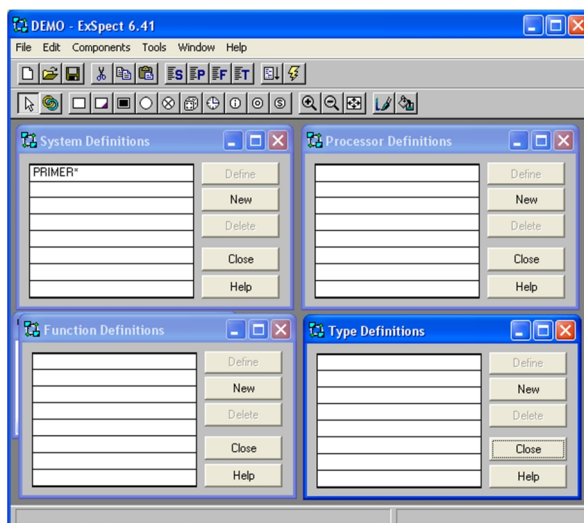 DEMO - ExSpect 6.41
File Edit Components Tools Window Help
S P F T
System Definitions
PRIMER*
Define
New
Delete
Close
Help
Processor Definitions
Define
New
Delete
Close
Help
Function Definitions
Define
New
Delete
Close
Help
Type Definitions
Define
New
Delete
Close
Help